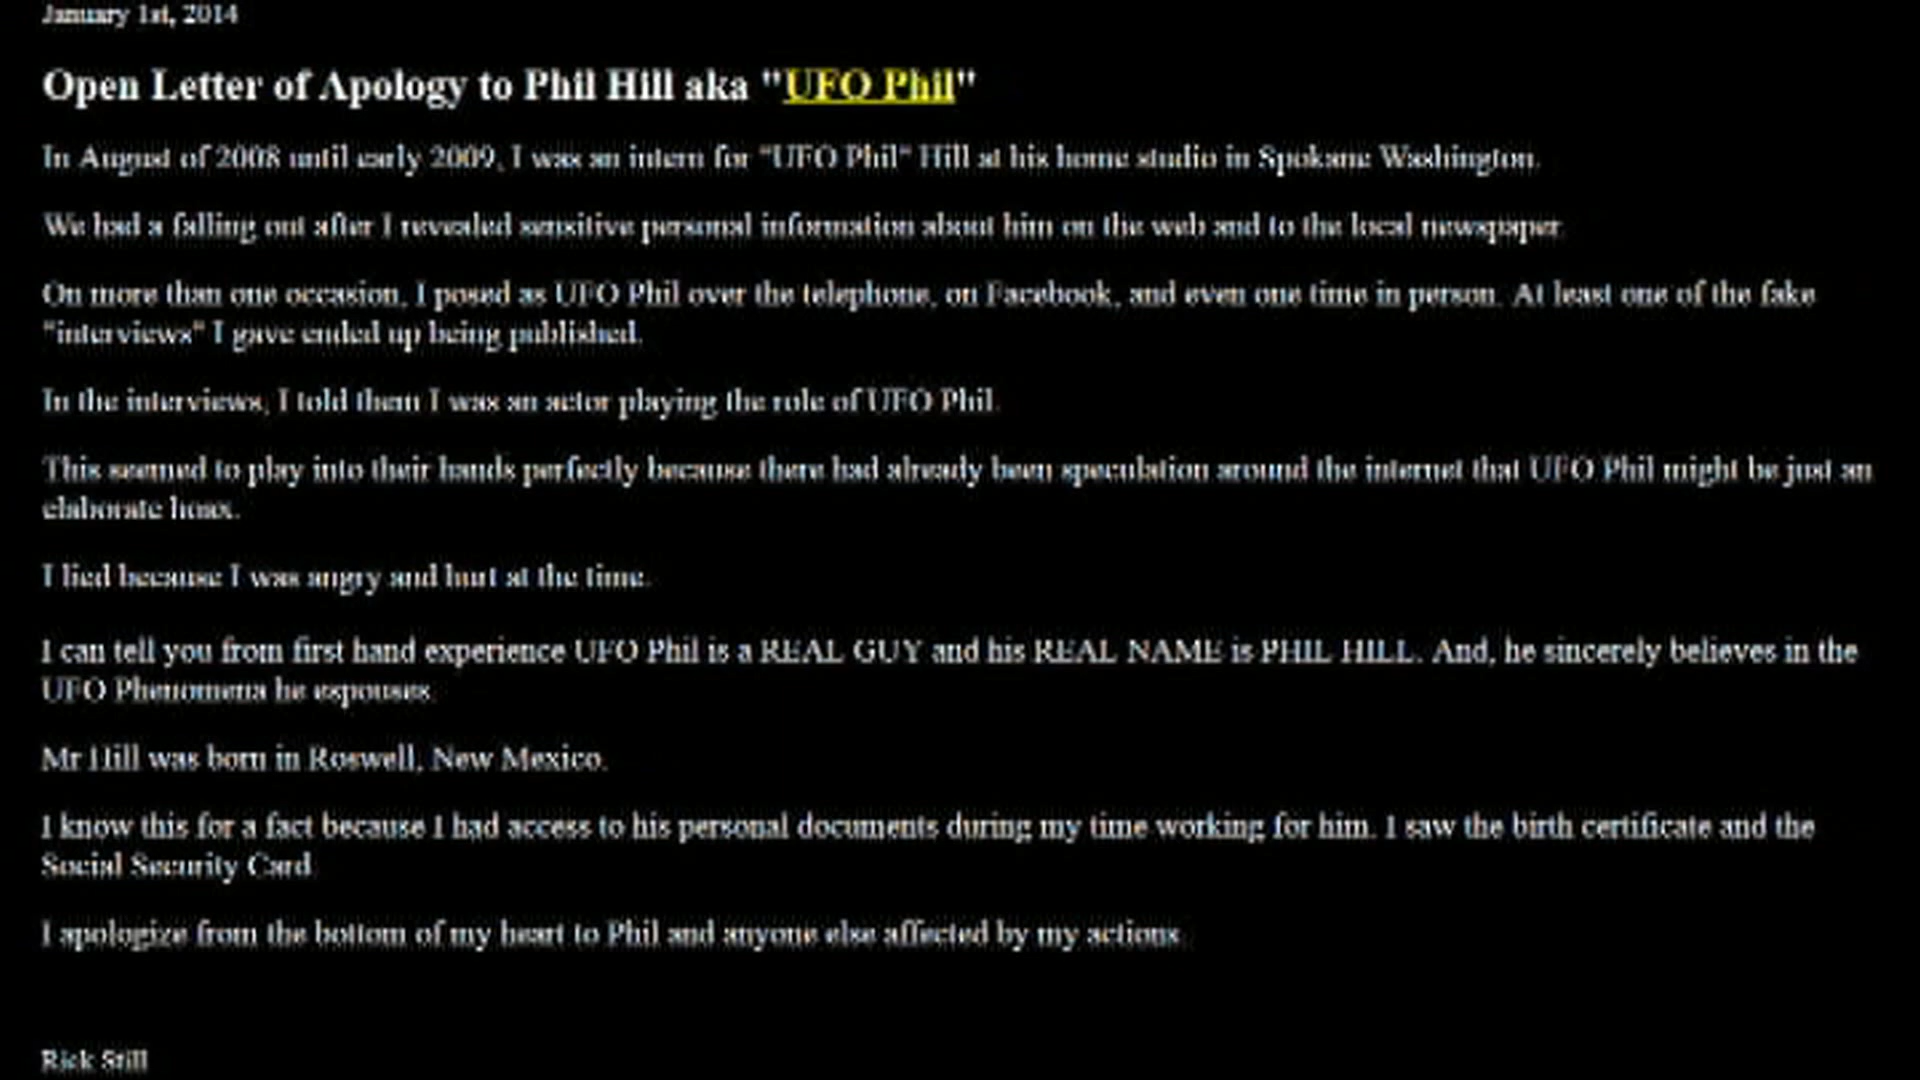 January 1st, 2014
Open Letter of Apology to Phil Hill aka "UFO Phil"
In August of 2008 until early 2009, I was an intern for "UFO Phil" Hill at his home studio in Spokane Washington.
We had a falling out after I revealed sensitive personal information about him on the web and to the local newspaper.
On more than one occasion, I posed as UFO Phil over the telephone, on Facebook, and even one time in person. At least one of the fake
"interviews" I gave ended up being published.
In the interviews, I told them I was an actor playing the role of UFO Phil.
This seemed to play into their hands perfectly because there had already been speculation around the internet that UFO Phil might be just an
elaborate hoax.
I lied because I was angry and hurt at the time.
I can tell you from first hand experience UFO Phil is a REAL GUY and his REAL NAME is PHIL HILL. And, he sincerely believes in the
UFO Phenomena he espouses.
Mr Hill was born in Roswell, New Mexico.
I know this for a fact because I had access to his personal documents during my time working for him. I saw the birth certificate and the
Social Security Card.
I apologize from the bottom of my heart to Phil and anyone else affected by my actions.
Rick Still